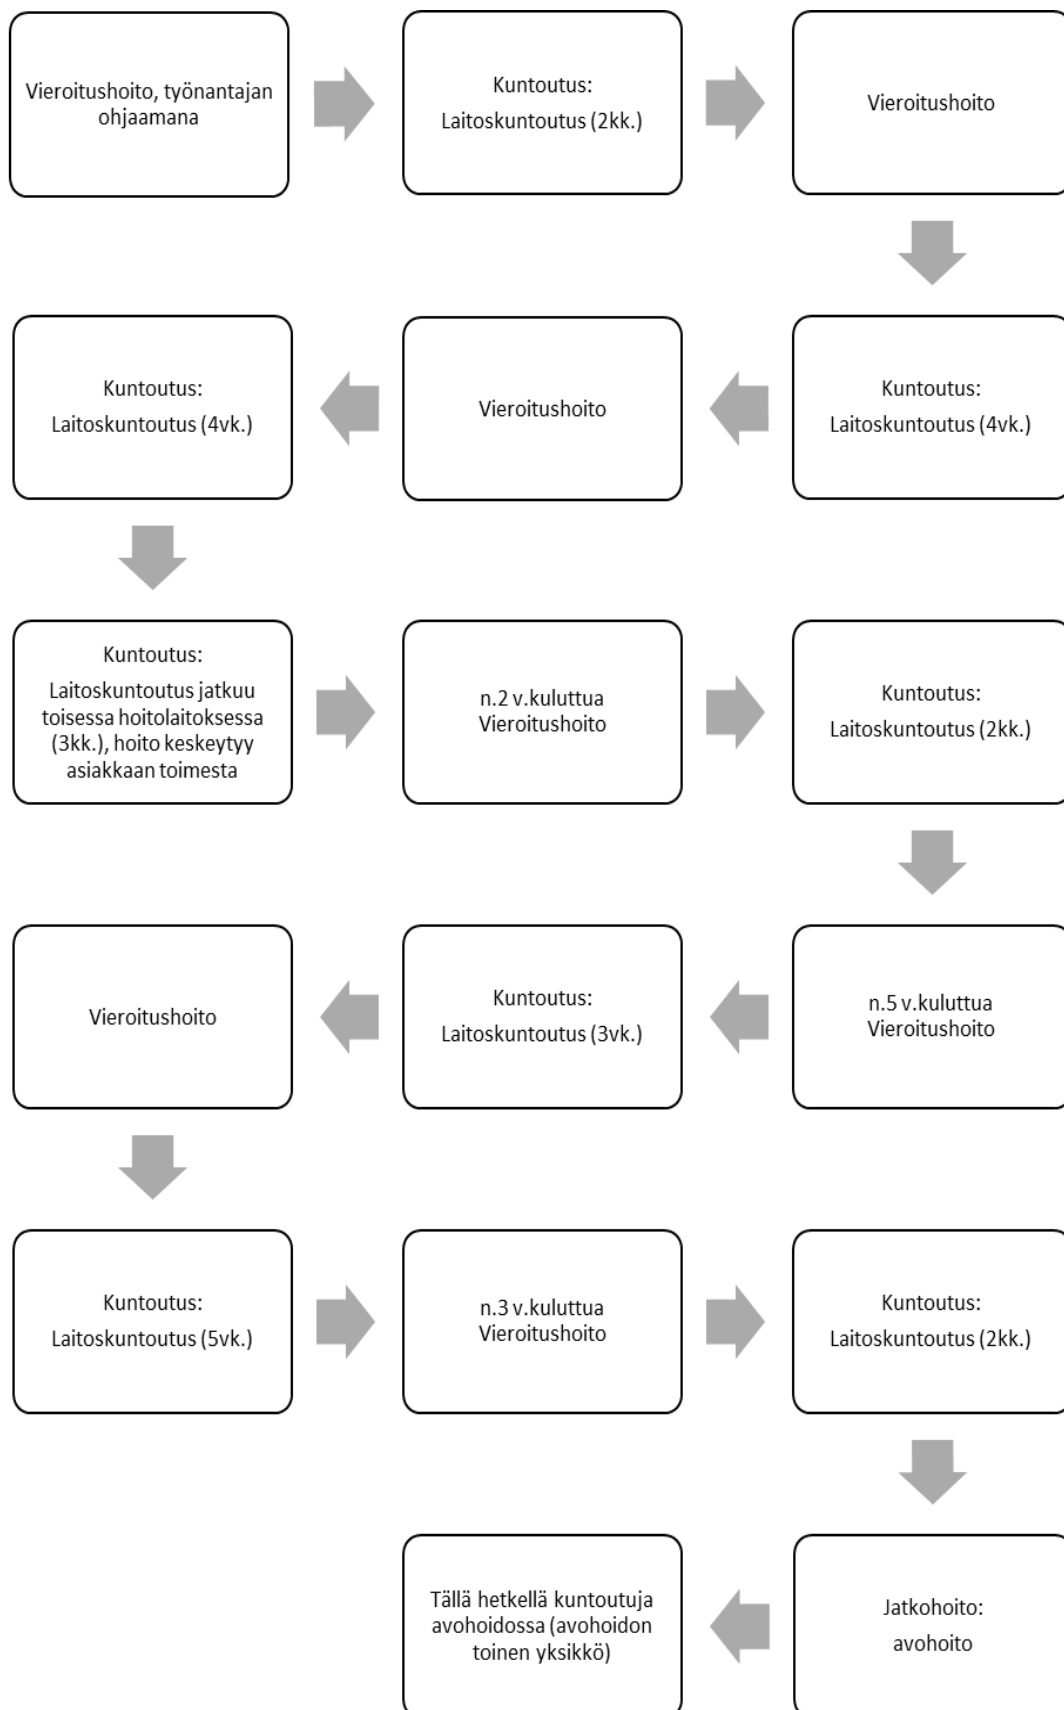 Vieroitushoito, työnantajan
ohjaamana
Kuntoutus:
Laitoskuntoutus (2kk.)
Vieroitushoito
Kuntoutus:
Laitoskuntoutus (4vk.)
Vieroitushoito
Kuntoutus:
Laitoskuntoutus (4vk.)
Kuntoutus:
Laitoskuntoutus jatkuu
toisessa hoitolaitoksessa
(3kk.), hoito keskeytyy
asiakkaan toimesta
n.2 v.kuluttua
Vieroitushoito
Kuntoutus:
Laitoskuntoutus (2kk.)
n.5 v.kuluttua
Vieroitushoito
Kuntoutus:
Laitoskuntoutus (3vk.)
Vieroitushoito
Kuntoutus:
Laitoskuntoutus (5vk.)
n.3 v.kuluttua
Vieroitushoito
Kuntoutus:
Laitoskuntoutus (2kk.)
Jatkohoito:
avohoito
Tällä hetkellä kuntoutuja
avohoidossa (avohoidon
toinen yksikkö)